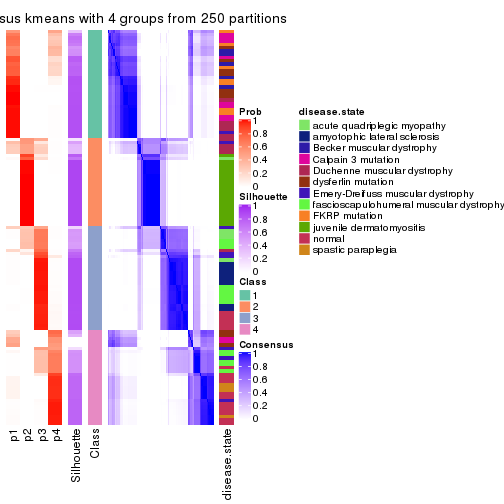 sus kmeans with 4 groups from 250 partitions
Prob
1
0.8
0.6
0.4
0.2
0
Silhouette
1
0.8
0.6
0.4
0.2
0
Class
1
2
3
4
Consensus
1
0.8
0.6
0.4
0.2
0
disease.state
acute quadriplegic myopathy
amyotophic lateral sclerosis
Becker muscular dystrophy
Calpain 3 mutation
Duchenne muscular dystrophy
dysferlin mutation
Emery-Dreifuss muscular dystrophy
fascioscapulohumeral muscular dystrophy
FKRP mutation
juvenile dermatomyositis
normal
spastic paraplegia
p1
p2
p3
p4
Silhouette
Class
disease.state